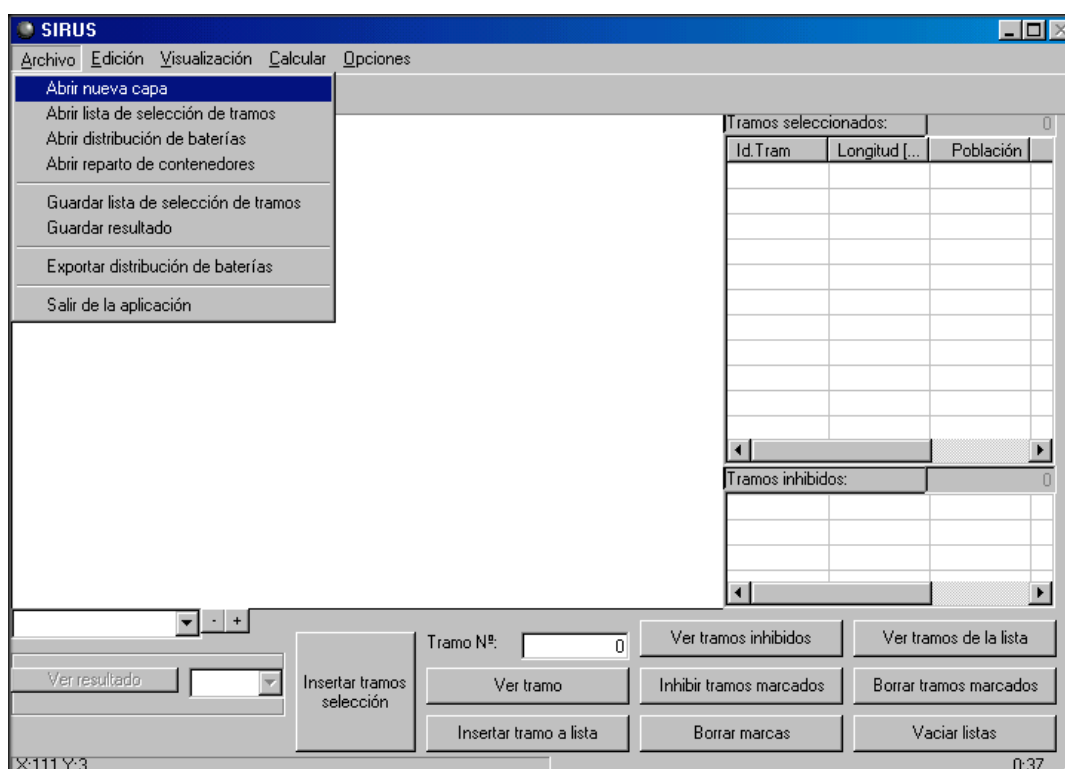 SIRUS
Archivo Edición Visualización Calcular Opciones
Abrir nueva capa
Abrir lista de selección de tramos
Abrir distribución de baterías
Abrir reparto de contenedores
Guardar lista de selección de tramos
Guardar resultado
Exportar distribución de baterías
Salir de la aplicación
Tramos seleccionados: 0
Id.Tram Longitud [... Población
Tramos inhibidos: 0
- +
Ver resultado
Insertar tramos
selección
Tramo Nº: 0
Ver tramo
Insertar tramo a lista
Ver tramos inhibidos
Ver tramos de la lista
Inhibir tramos marcados
Borrar tramos marcados
Borrar marcas
Vaciar listas
X:111 Y:3
0:37